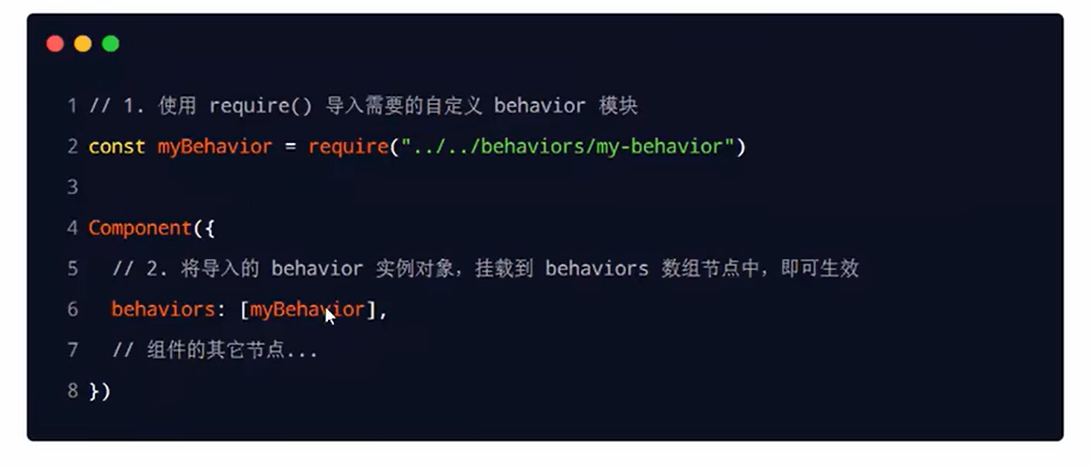 1 // 1. 使用 require() 导入需要的自定义 behavior 模块
2 const myBehavior = require("../../behaviors/my-behavior")
3
4 Component({
5   // 2. 将导入的 behavior 实例对象，挂载到 behaviors 数组节点中，即可生效
6   behaviors: [myBehavior],
7   // 组件的其它节点...
8 })